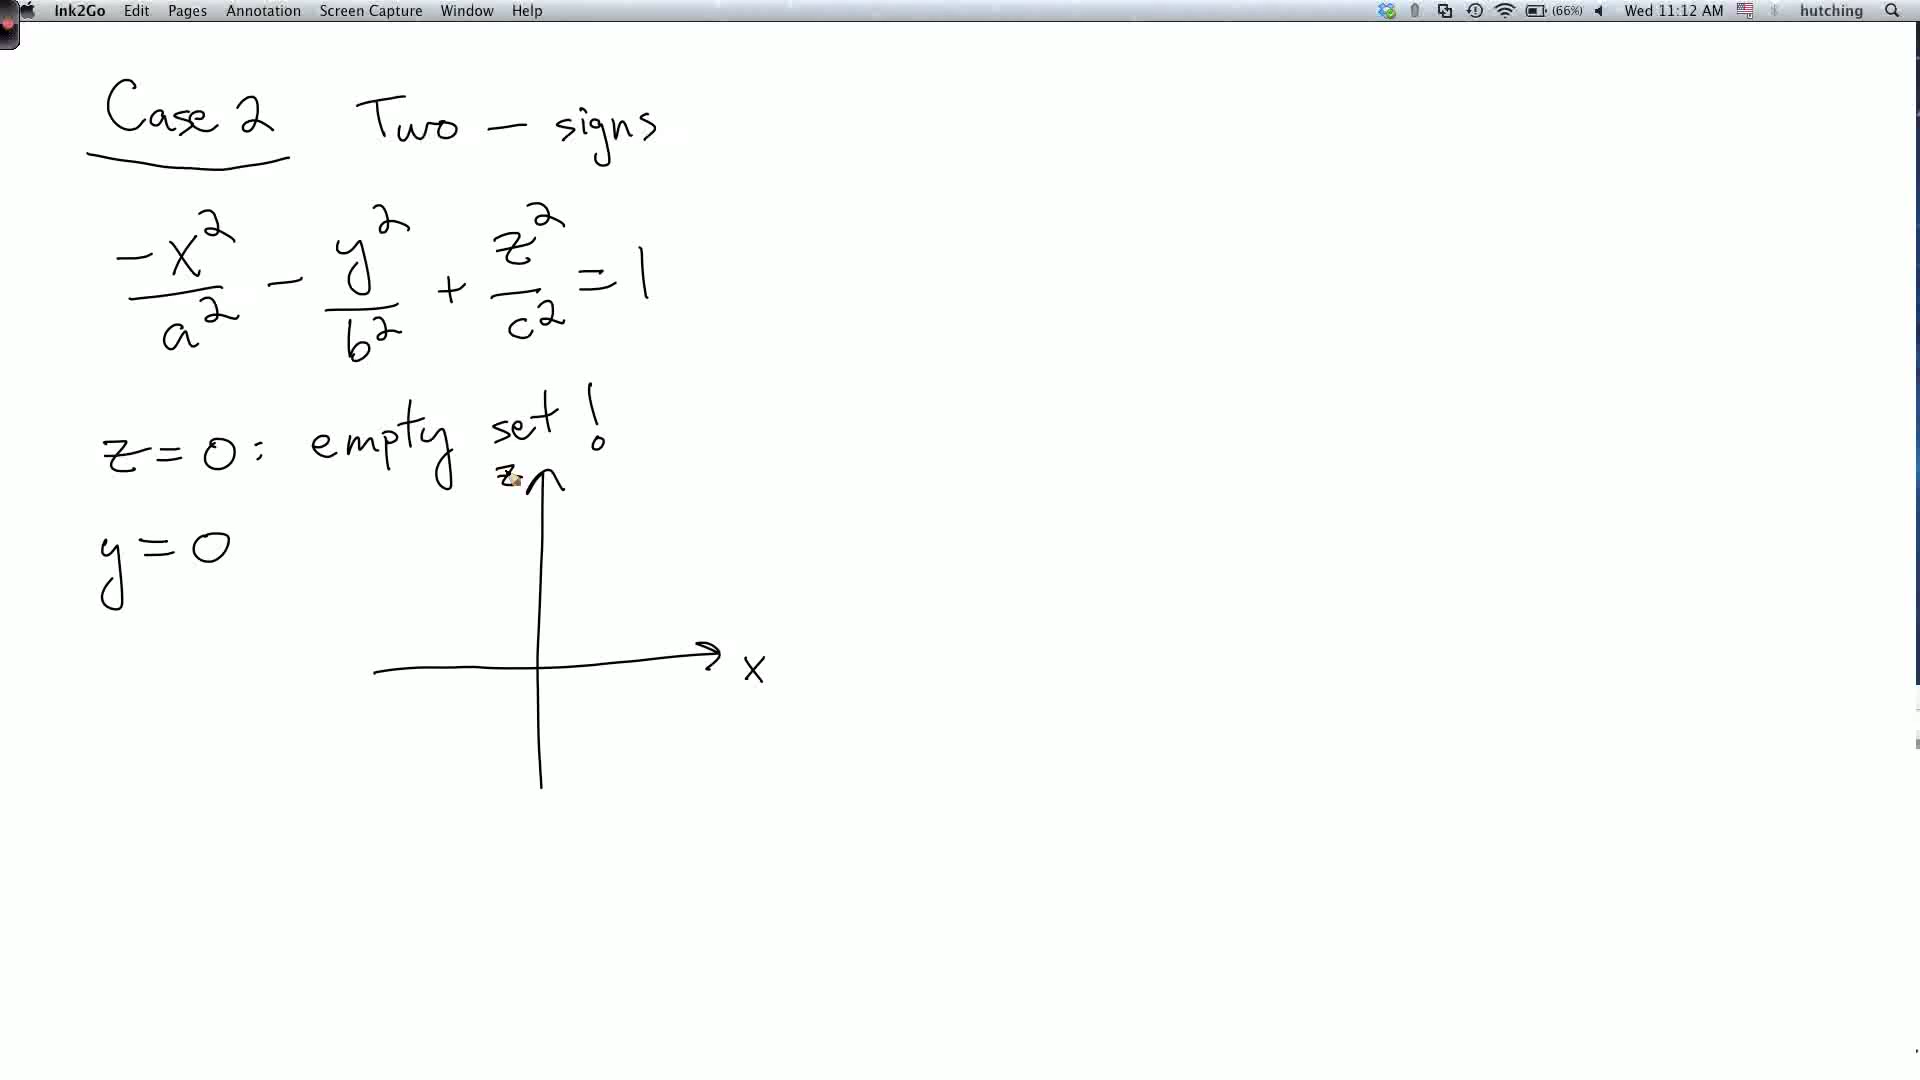 Ink2Go Edit Pages Annotation Screen Capture Window Help (66%) Wed 11:12 AM hutching
Case 2 Two - signs
-x²/a² - y²/b² + z²/c² = 1
z = 0: empty set!
z
y = 0
x